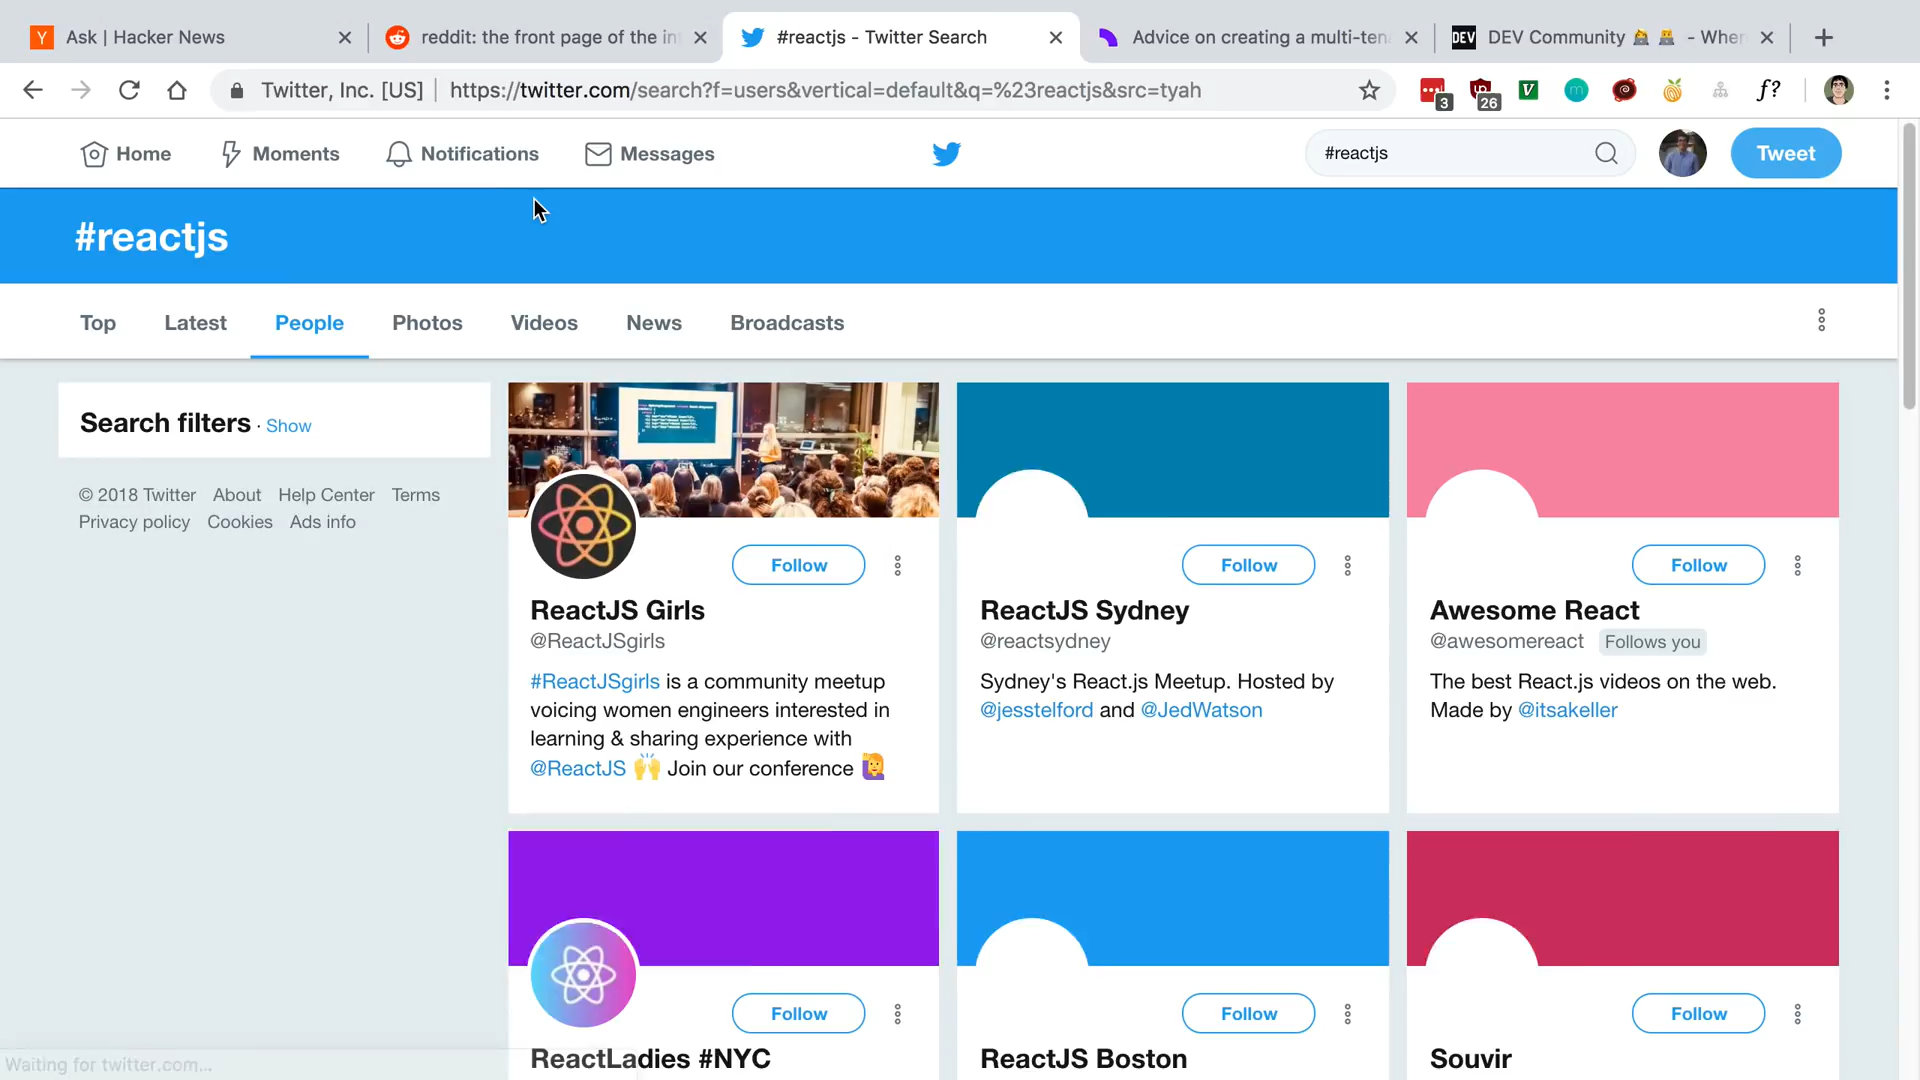 Y Ask | Hacker News
reddit: the front page of the in
#reactjs - Twitter Search
Advice on creating a multi-ten
DEV DEV Community 👩‍💻 👨‍💻 - Wher
Twitter, Inc. [US] https://twitter.com/search?f=users&vertical=default&q=%23reactjs&src=tyah
3
26
V
m
f?
Home
Moments
Notifications
Messages
#reactjs
Tweet
#reactjs
Top
Latest
People
Photos
Videos
News
Broadcasts
Search filters · Show
© 2018 Twitter About Help Center Terms
Privacy policy Cookies Ads info
Follow
ReactJS Girls
@ReactJSgirls
#ReactJSgirls is a community meetup
voicing women engineers interested in
learning & sharing experience with
@ReactJS 🙌 Join our conference 🙋
Follow
ReactJS Sydney
@reactsydney
Sydney's React.js Meetup. Hosted by
@jesstelford and @JedWatson
Follow
Awesome React
@awesomereact Follows you
The best React.js videos on the web.
Made by @itsakeller
Follow
ReactLadies #NYC
Follow
ReactJS Boston
Follow
Souvir
Waiting for twitter.com...